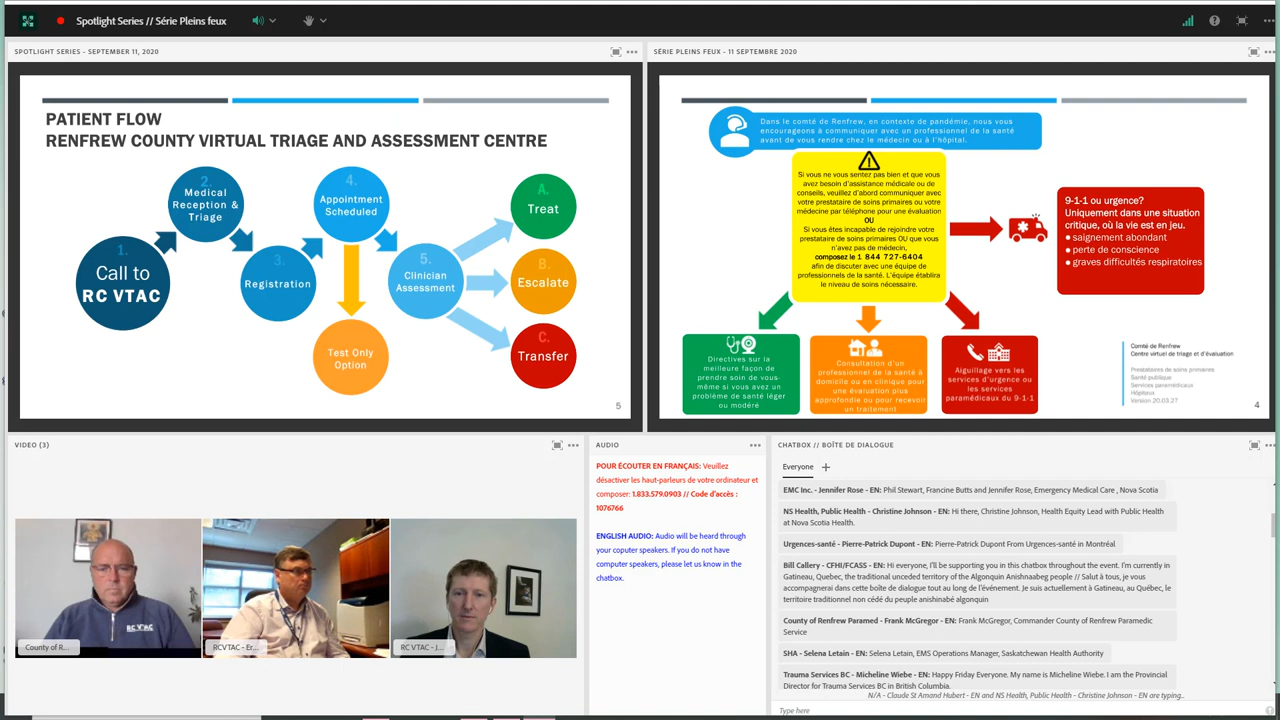 Spotlight Series // Série Pleins feux
SPOTLIGHT SERIES - SEPTEMBER 11, 2020
PATIENT FLOW
RENFREW COUNTY VIRTUAL TRIAGE AND ASSESSMENT CENTRE
1.
Call to
RC VTAC
2.
Medical
Reception &
Triage
3.
Registration
4.
Appointment
Scheduled
Test Only
Option
5.
Clinician
Assessment
A.
Treat
B.
Escalate
C.
Transfer
5
SÉRIE PLEINS FEUX - 11 SEPTEMBRE 2020
Dans le comté de Renfrew, en contexte de pandémie, nous vous
encourageons à communiquer avec un professionnel de la santé
avant de vous rendre chez le médecin ou à l'hôpital.
Si vous ne vous sentez pas bien et que vous
avez besoin d'assistance médicale ou de
conseils, veuillez d'abord communiquer avec
votre prestataire de soins primaires ou votre
médecin par téléphone pour une évaluation
OU
Si vous êtes incapable de rejoindre votre
prestataire de soins primaires OU que vous
n'avez pas de médecin,
composez le 1 844 727-6404
afin de discuter avec une équipe de
professionnels de la santé. L'équipe établira
le niveau de soins nécessaire.
9-1-1 ou urgence?
Uniquement dans une situation
critique, où la vie est en jeu.
● saignement abondant
● perte de conscience
● graves difficultés respiratoires
Directives sur la
meilleure façon de
prendre soin de vous-
même si vous avez un
problème de santé léger
ou modéré
Consultation d'un
professionnel de la santé à
domicile ou en clinique pour
une évaluation plus
approfondie ou pour recevoir
un traitement
Aiguillage vers les
services d'urgence ou
les services
paramédicaux du 9-1-1
Comté de Renfrew
Centre virtuel de triage et d'évaluation
Prestataires de soins primaires
Santé publique
Services paramédicaux
Hôpitaux
Version 20.03.27
4
VIDEO (3)
RC VTAC
County of R...
RCVTAC - Er...
RC VTAC - J...
AUDIO
POUR ÉCOUTER EN FRANÇAIS: Veuillez
désactiver les haut-parleurs de votre ordinateur et
composer: 1.833.579.0903 // Code d'accès :
1076766
ENGLISH AUDIO: Audio will be heard through
your coputer speakers. If you do not have
computer speakers, please let us know in the
chatbox.
CHATBOX // BOÎTE DE DIALOGUE
Everyone
EMC Inc. - Jennifer Rose - EN: Phil Stewart, Francine Butts and Jennifer Rose, Emergency Medical Care , Nova Scotia
NS Health, Public Health - Christine Johnson - EN: Hi there, Christine Johnson, Health Equity Lead with Public Health
at Nova Scotia Health.
Urgences-santé - Pierre-Patrick Dupont - EN: Pierre-Patrick Dupont From Urgences-santé in Montréal
Bill Callery - CFHI/FCASS - EN: Hi everyone, I'll be supporting you in this chatbox throughout the event. I'm currently in
Gatineau, Quebec, the traditional unceded territory of the Algonquin Anishnaabeg people // Salut à tous, je vous
accompagnerai dans cette boîte de dialogue tout au long de l'événement. Je suis actuellement à Gatineau, au Québec, le
territoire traditionnel non cédé du peuple anishinabé algonquin
County of Renfrew Paramed - Frank McGregor - EN: Frank McGregor, Commander County of Renfrew Paramedic
Service
SHA - Selena Letain - EN: Selena Letain, EMS Operations Manager, Saskatchewan Health Authority
Trauma Services BC - Micheline Wiebe - EN: Happy Friday Everyone. My name is Micheline Wiebe. I am the Provincial
Director for Trauma Services BC in British Columbia.
N/A - Claude St Amand Hubert - EN and NS Health, Public Health - Christine Johnson - EN are typing...
Type here